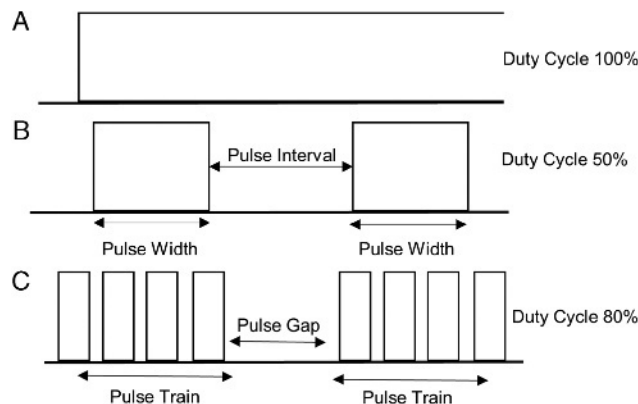 A
Duty Cycle 100%
B
Pulse Interval
Duty Cycle 50%
Pulse Width
Pulse Width
C
Pulse Gap
Duty Cycle 80%
Pulse Train
Pulse Train